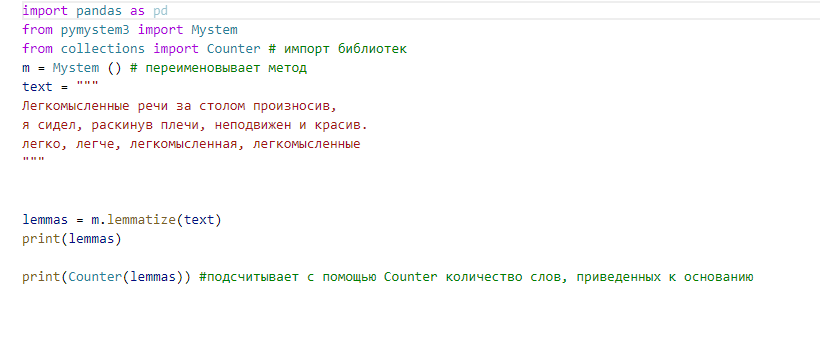 import pandas as pd
from pymystem3 import Mystem
from collections import Counter # импорт библиотек
m = Mystem () # переименовывает метод
text = """
Легкомысленные речи за столом произносив,
я сидел, раскинув плечи, неподвижен и красив.
легко, легче, легкомысленная, легкомысленные
"""
lemmas = m.lemmatize(text)
print(lemmas)
print(Counter(lemmas)) #подсчитывает с помощью Counter количество слов, приведенных к основанию